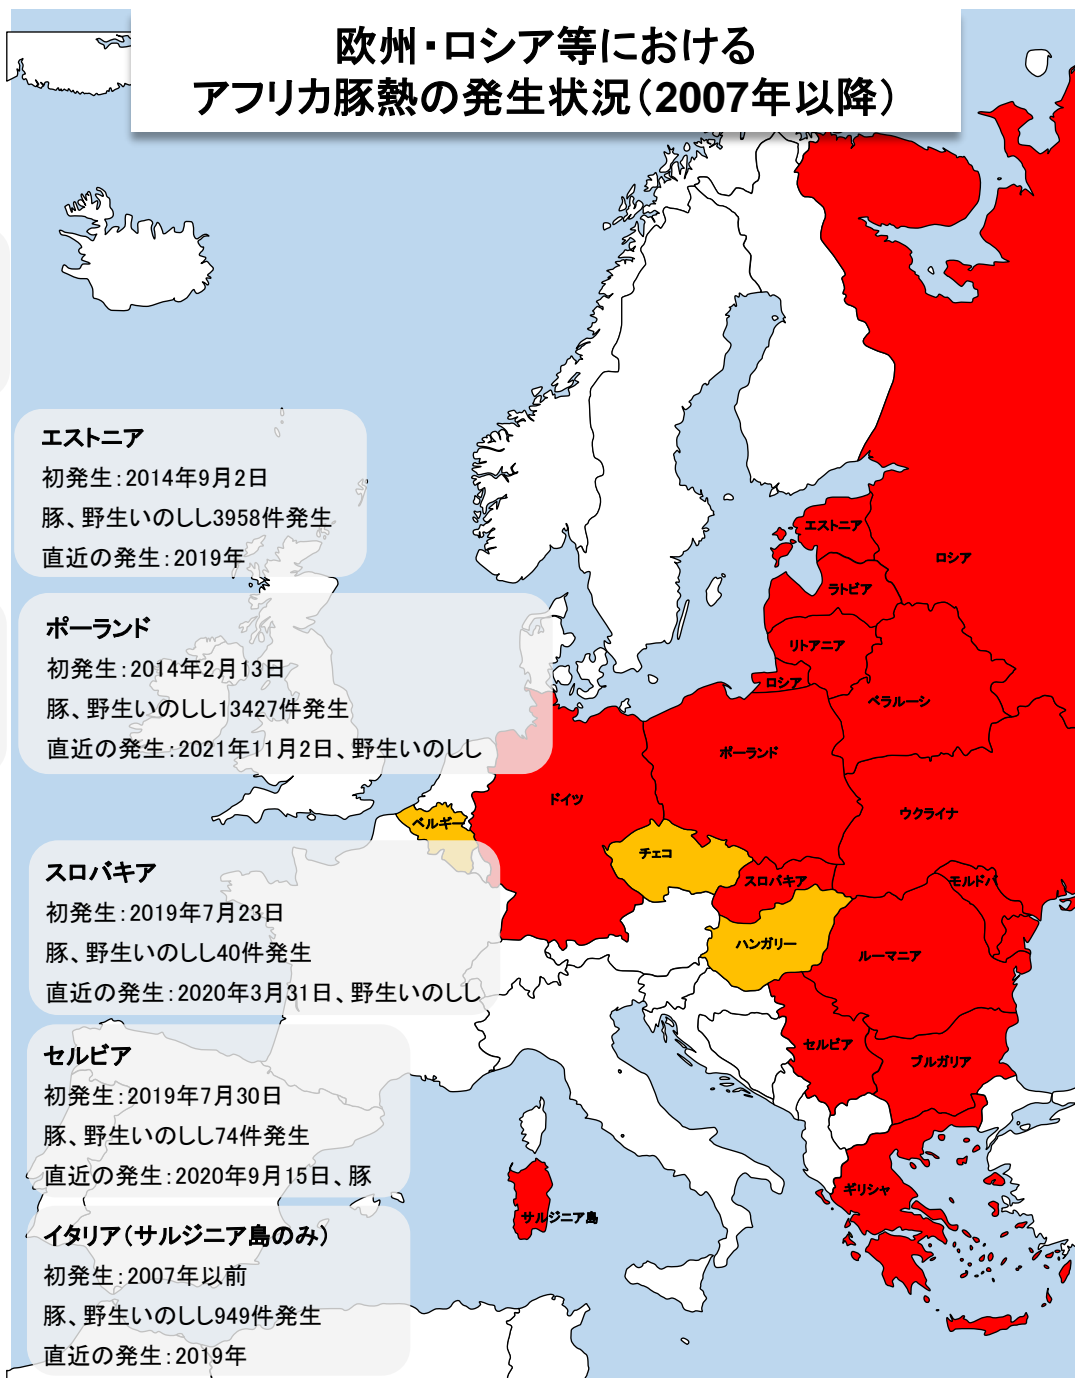 欧州・ロシア等における
アフリカ豚熱の発生状況（2007年以降）
エストニア
初発生：2014年9月2日
豚、野生いのしし3958件発生
直近の発生：2019年
ポーランド
初発生：2014年2月13日
豚、野生いのしし13427件発生
直近の発生：2021年11月2日、野生いのしし
スロバキア
初発生：2019年7月23日
豚、野生いのしし40件発生
直近の発生：2020年3月31日、野生いのしし
セルビア
初発生：2019年7月30日
豚、野生いのしし74件発生
直近の発生：2020年9月15日、豚
イタリア（サルジニア島のみ）
初発生：2007年以前
豚、野生いのしし949件発生
直近の発生：2019年
エストニア
ロシア
ラトビア
リトアニア
ロシア
ベラルーシ
ポーランド
ドイツ
ウクライナ
ベルギー
チェコ
スロバキア
モルドバ
ハンガリー
ルーマニア
セルビア
ブルガリア
ギリシャ
サルジニア島